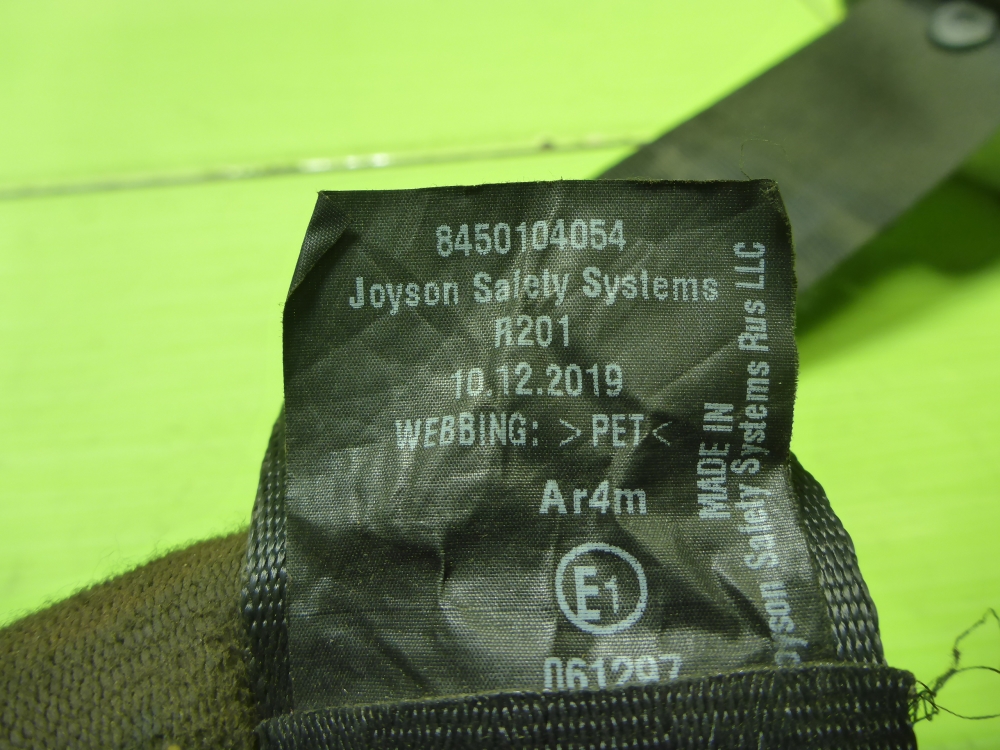 8450104054
Joyson Safety Systems
R201
10.12.2019
WEBBING: >PET<
Ar4m
E1
061297
MADE IN
Joyson Safety Systems Rus LLC